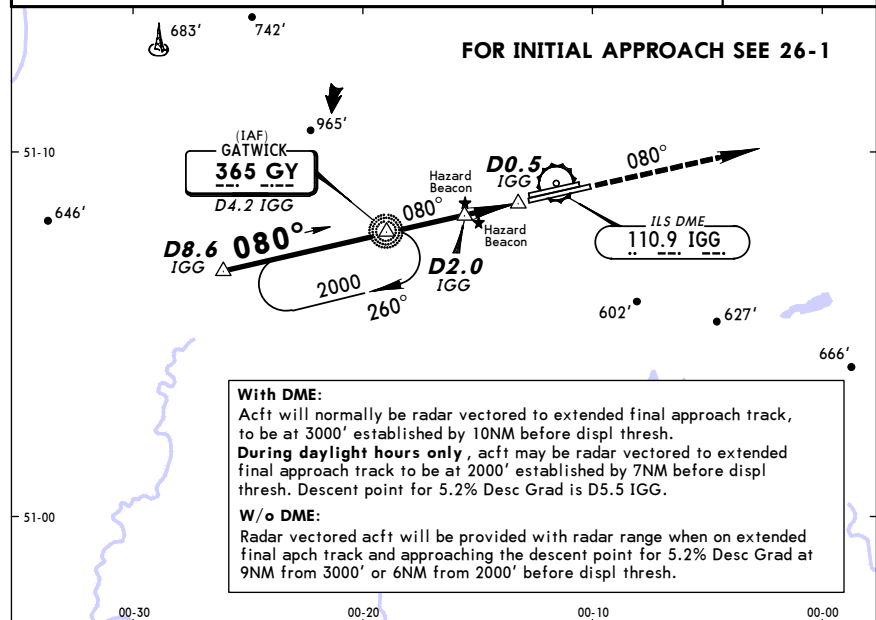 683'
742'
FOR INITIAL APPROACH SEE 26-1
965'
51-10
(IAF)
GATWICK
365 GY
D4.2 IGG
Hazard
Beacon
D0.5
IGG
080°
646'
080°
ILS DME
110.9 IGG
Hazard
Beacon
D8.6
IGG
080°
D2.0
IGG
2000
260°
602'
627'
666'
With DME:
Acft will normally be radar vectored to extended final approach track,
to be at 3000' established by 10NM before displ thresh.
During daylight hours only , acft may be radar vectored to extended
final approach track to be at 2000' established by 7NM before displ
thresh. Descent point for 5.2% Desc Grad is D5.5 IGG.
51-00
W/o DME:
Radar vectored acft will be provided with radar range when on extended
final apch track and approaching the descent point for 5.2% Desc Grad at
9NM from 3000' or 6NM from 2000' before displ thresh.
00-30
00-20
00-10
00-00